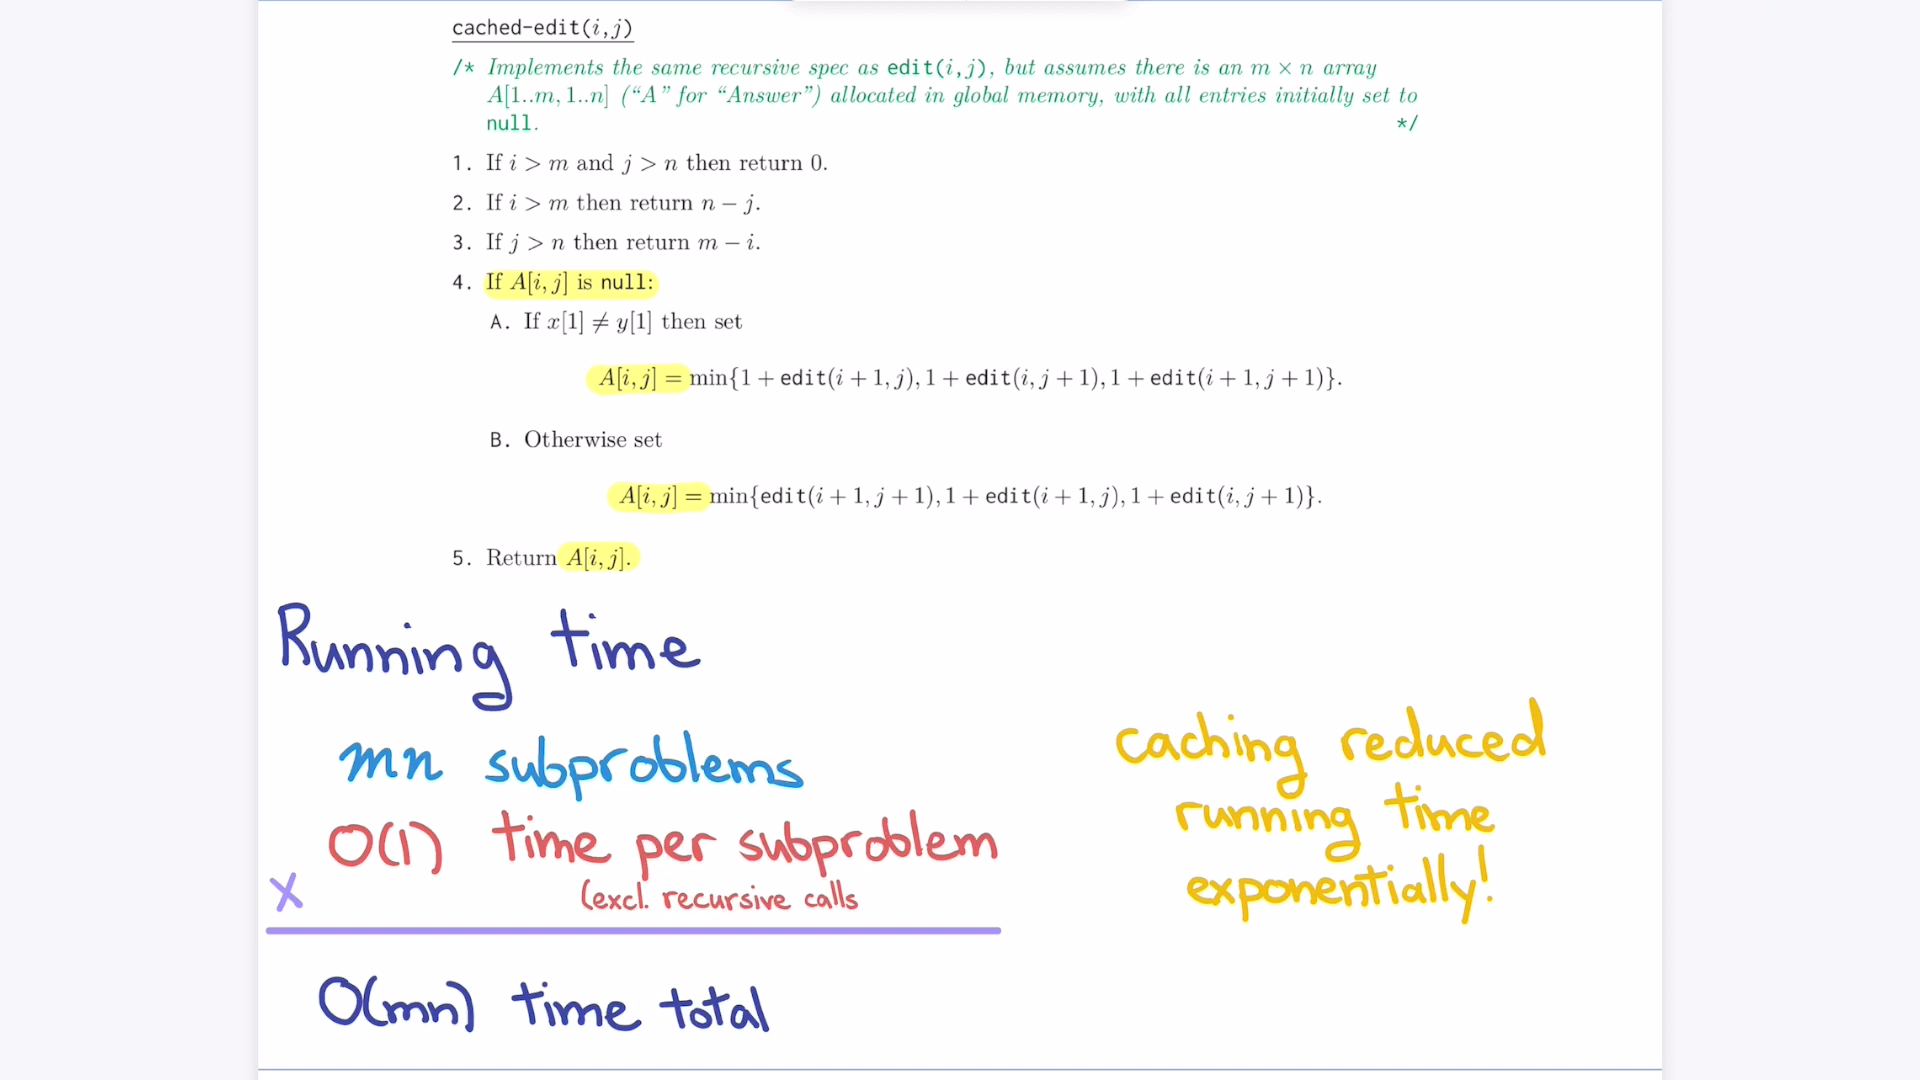 cached-edit(i,j)
/* Implements the same recursive spec as edit(i,j), but assumes there is an m × n array
A[1..m, 1..n] (“A” for “Answer”) allocated in global memory, with all entries initially set to
null. */
1. If i > m and j > n then return 0.
2. If i > m then return n − j.
3. If j > n then return m − i.
4. If A[i, j] is null:
A. If x[1] ≠ y[1] then set
A[i, j] = min{1 + edit(i + 1, j), 1 + edit(i, j + 1), 1 + edit(i + 1, j + 1)}.
B. Otherwise set
A[i, j] = min{edit(i + 1, j + 1), 1 + edit(i + 1, j), 1 + edit(i, j + 1)}.
5. Return A[i, j].
Running time
mn subproblems
O(1) time per subproblem
x (excl. recursive calls
O(mn) time total
caching reduced
running time
exponentially!